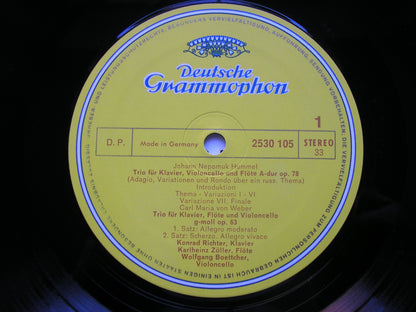 Deutsche
Grammophon
D. P.
Made in Germany
2530 105
1
STEREO
33
Johann Nepomuk Hummel
Trio für Klavier, Violoncello und Flöte A-dur op. 78
(Adagio, Variationen und Rondo über ein russ. Thema)
Introduktion
Thema - Variationen I - VI
Variazione VII: Finale
Carl Maria von Weber
Trio für Klavier, Flöte und Violoncello
g-moll op. 63
1. Satz: Allegro moderato
2. Satz: Scherzo. Allegro vivace
Konrad Richter, Klavier
Karlheinz Zöller, Flöte
Wolfgang Boettcher,
Violoncello